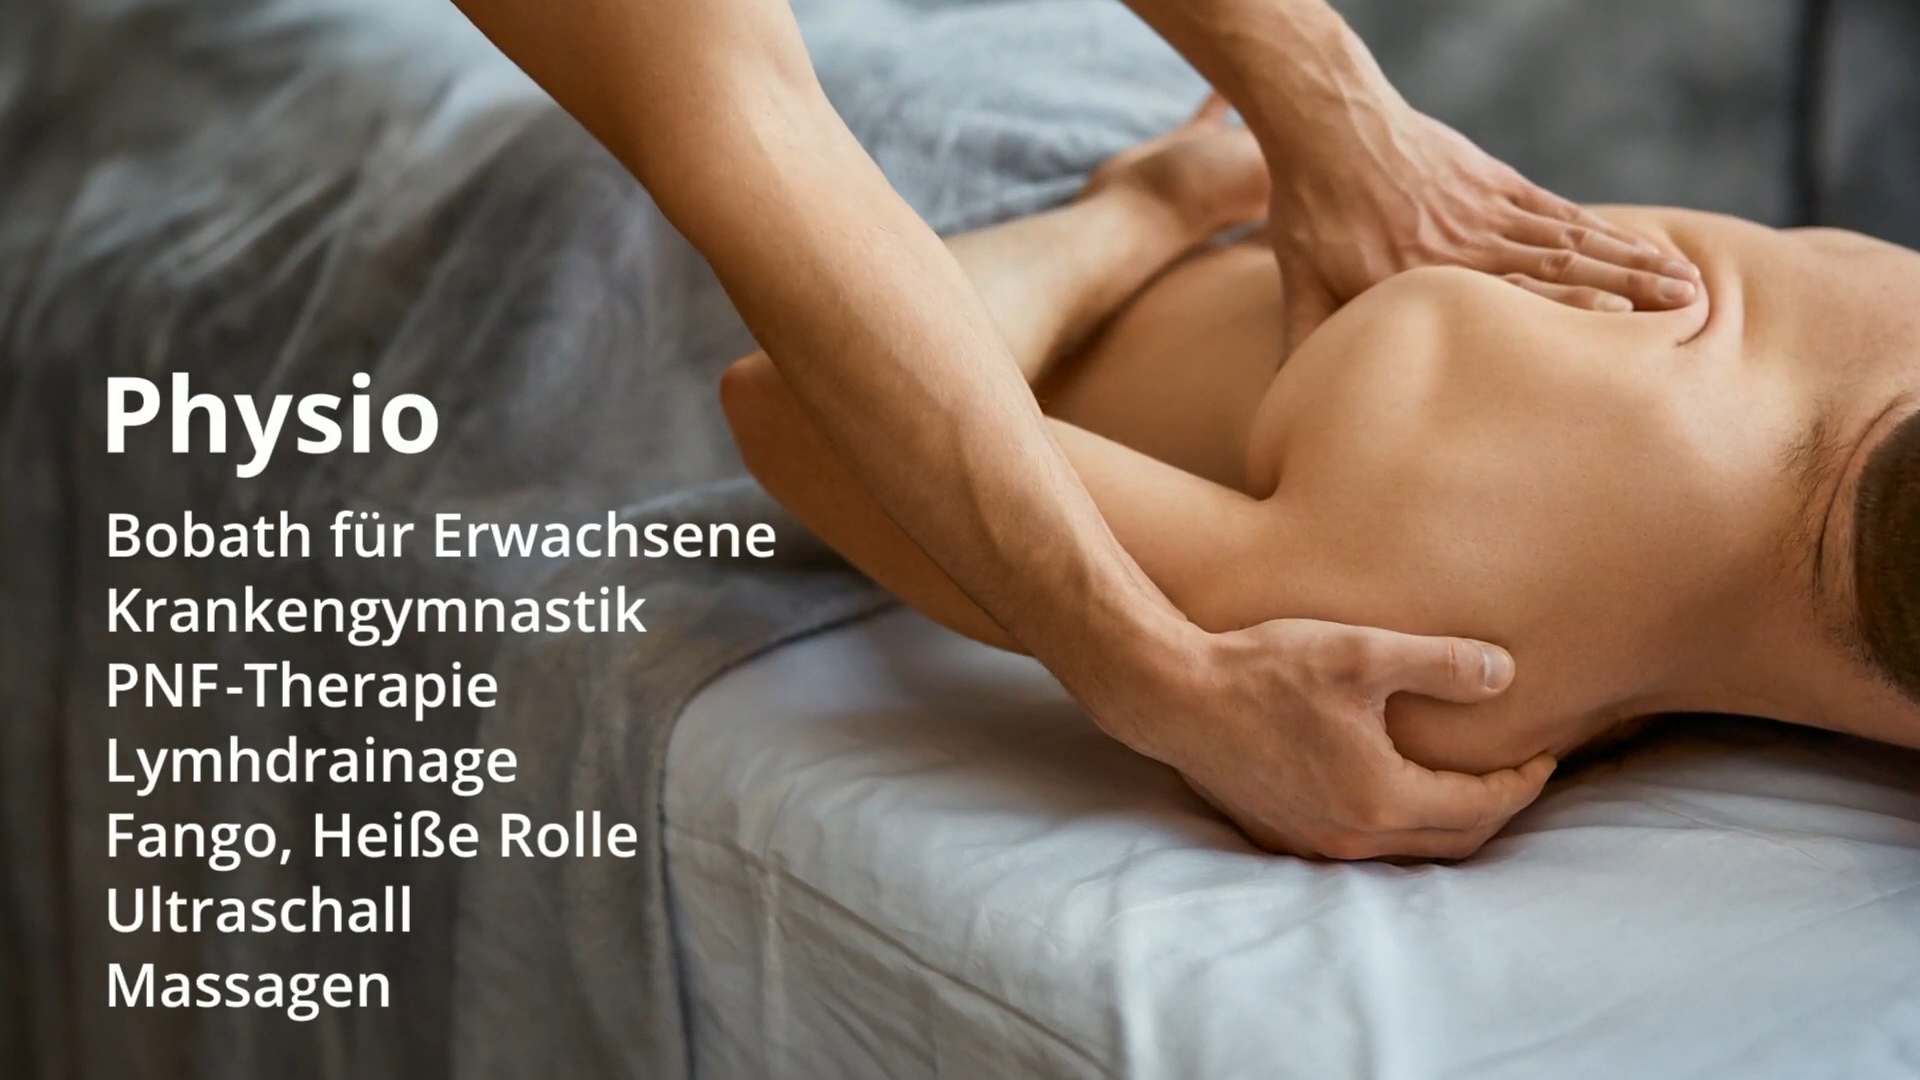 Physio
Bobath für Erwachsene
Krankengymnastik
PNF-Therapie
Lymhdrainage
Fango, Heiße Rolle
Ultraschall
Massagen